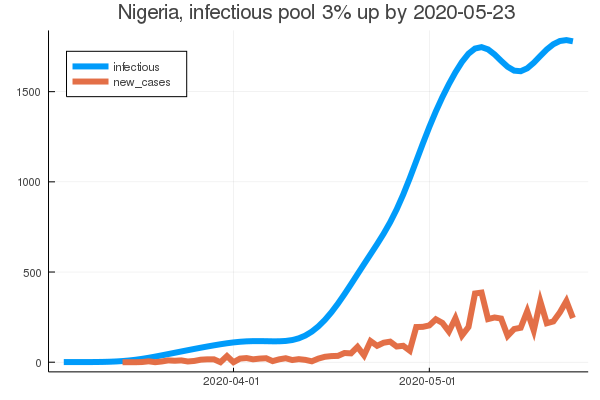 Nigeria, infectious pool 3% up by 2020-05-23
infectious
new_cases
1500
1000
500
0
2020-04-01 2020-05-01